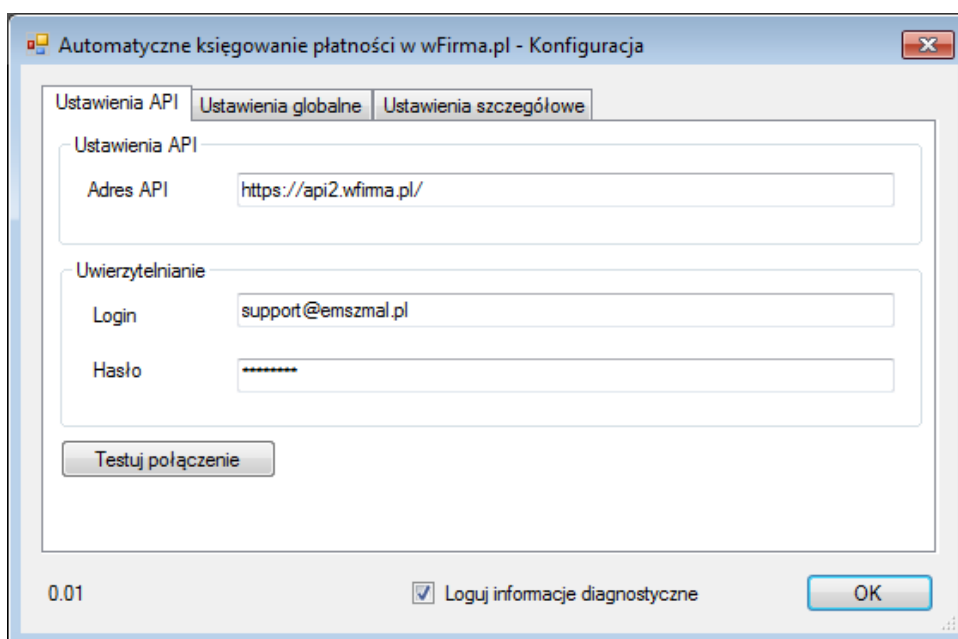 Automatyczne księgowanie płatności w wFirma.pl - Konfiguracja
Ustawienia API Ustawienia globalne Ustawienia szczegółowe
Ustawienia API
Adres API https://api2.wfirma.pl/
Uwierzytelnianie
Login support@emszmal.pl
Hasło ********
Testuj połączenie
0.01 Loguj informacje diagnostyczne OK